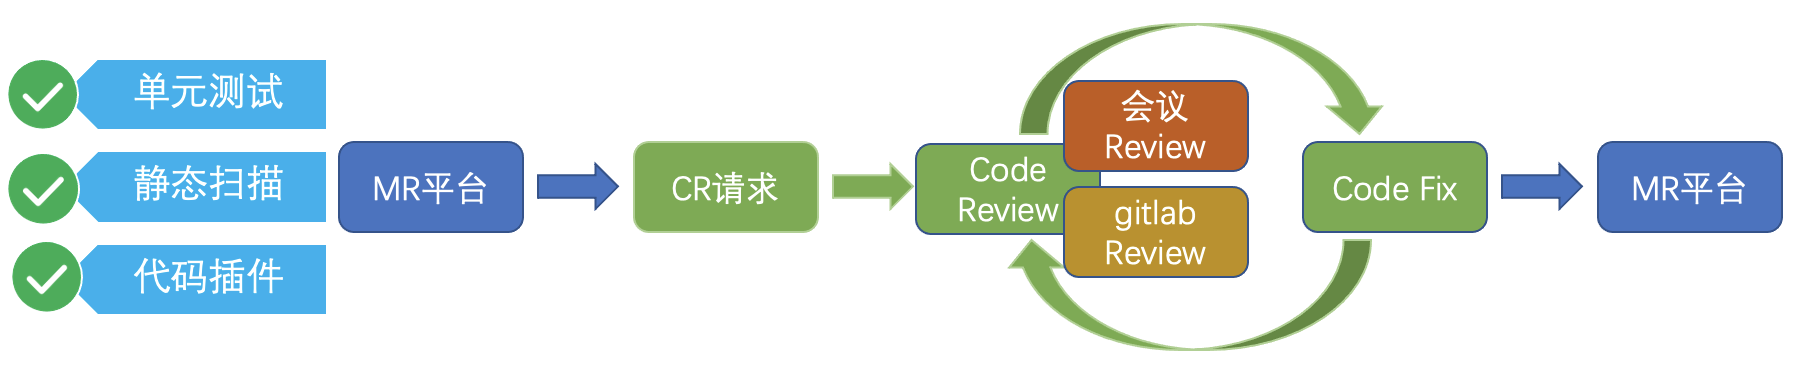 单元测试
静态扫描
代码插件
MR平台
CR请求
Code
Review
会议
Review
gitlab
Review
Code Fix
MR平台